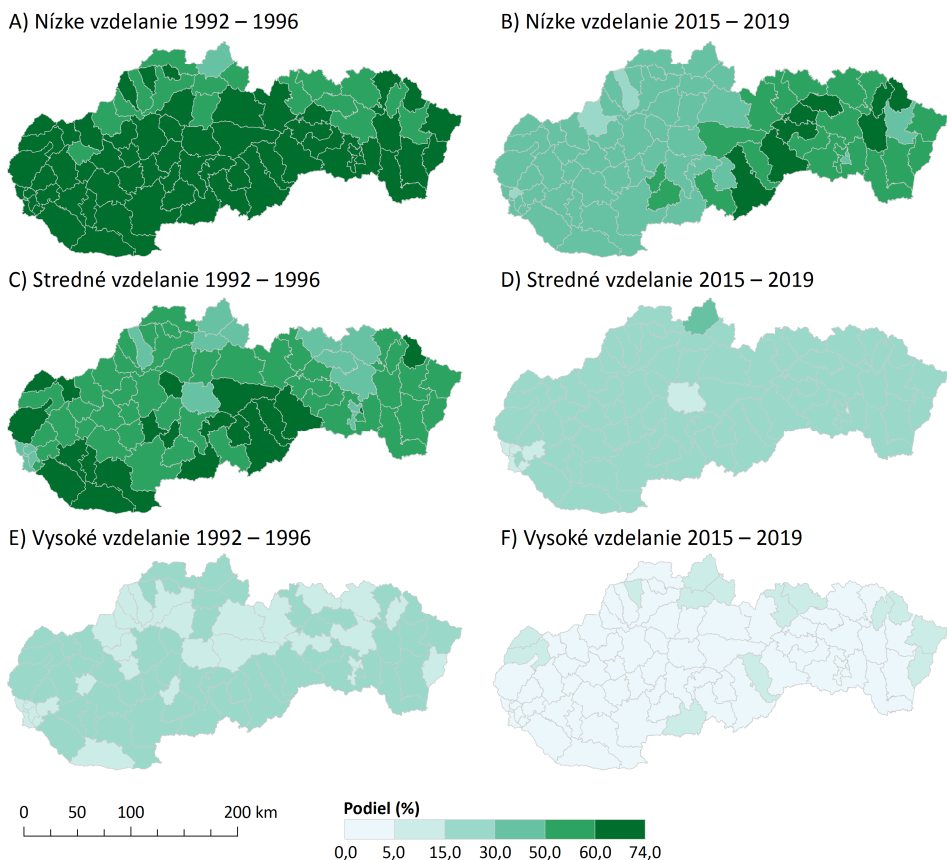 A) Nízke vzdelanie 1992 – 1996
B) Nízke vzdelanie 2015 – 2019
C) Stredné vzdelanie 1992 – 1996
D) Stredné vzdelanie 2015 – 2019
E) Vysoké vzdelanie 1992 – 1996
F) Vysoké vzdelanie 2015 – 2019
0 50 100 200 km
Podiel (%)
0,0 5,0 15,0 30,0 50,0 60,0 74,0